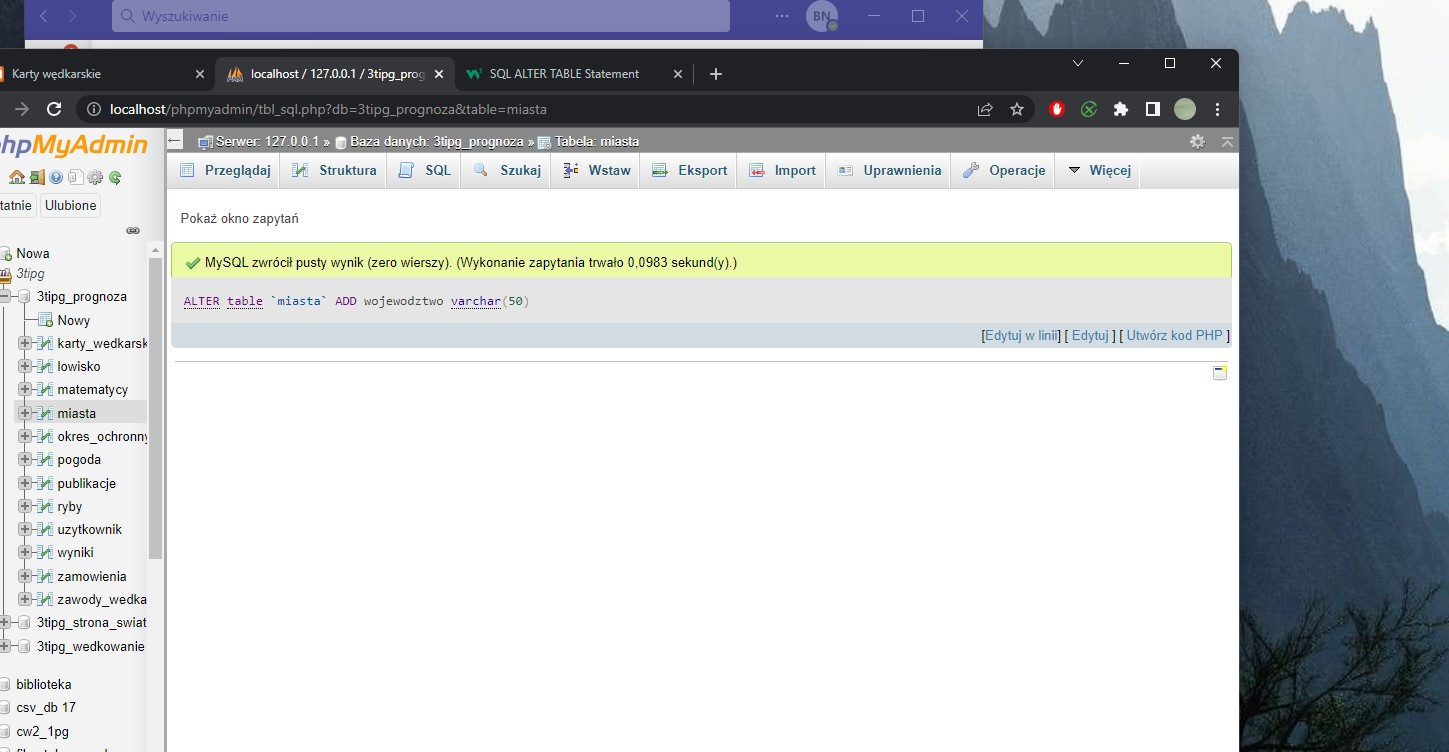 Wyszukiwanie
BN
Karty wędkarskie
localhost / 127.0.0.1 / 3tipg_prog
SQL ALTER TABLE Statement
localhost/phpmyadmin/tbl_sql.php?db=3tipg_prognoza&table=miasta
hpMyAdmin
Serwer: 127.0.0.1 » Baza danych: 3tipg_prognoza » Tabela: miasta
Przeglądaj Struktura SQL Szukaj Wstaw Eksport Import Uprawnienia Operacje Więcej
tatnie Ulubione
Pokaż okno zapytań
MySQL zwrócił pusty wynik (zero wierszy). (Wykonanie zapytania trwało 0,0983 sekund(y).)
ALTER table `miasta` ADD wojewodztwo varchar(50)
[Edytuj w linii] [ Edytuj ] [ Utwórz kod PHP ]
Nowa
3tipg
3tipg_prognoza
Nowy
karty_wedkarsk
lowisko
matematycy
miasta
okres_ochronny
pogoda
publikacje
ryby
uzytkownik
wyniki
zamowienia
zawody_wedka
3tipg_strona_swiat
3tipg_wedkowanie
biblioteka
csv_db 17
cw2_1pg